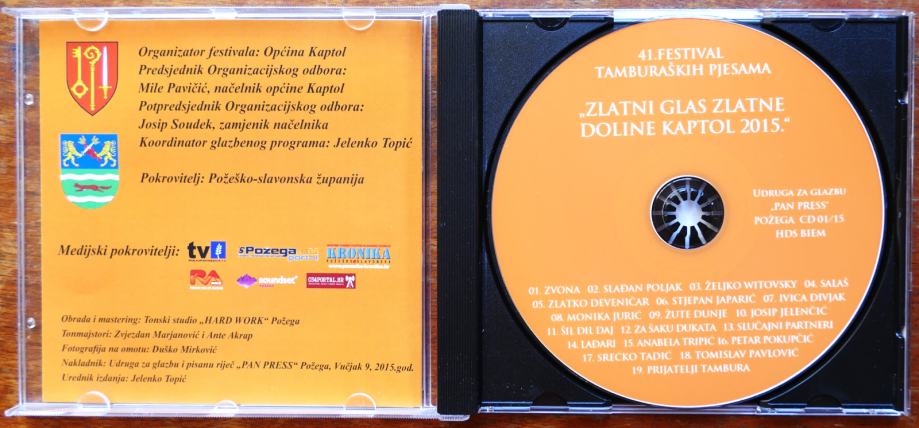 Organizator festivala: Općina Kaptol
Predsjednik Organizacijskog odbora:
Mile Pavičić, načelnik općine Kaptol
Potpredsjednik Organizacijskog odbora:
Josip Soudek, zamjenik načelnika
Koordinator glazbenog programa: Jelenko Topić
Pokrovitelj: Požeško-slavonska županija
Medijski pokrovitelji:
tv
Požega
KRONIKA
RA
soundset
034PORTAL.HR
Obrada i mastering: Tonski studio „HARD WORK“ Požega
Tonmajstori: Zvjezdan Marjanović i Ante Akrap
Fotografija na omotu: Duško Mirković
Nakladnik: Udruga za glazbu i pisanu riječ „PAN PRESS“ Požega, Vučjak 9, 2015.god.
Urednik izdanja: Jelenko Topić
41.FESTIVAL
TAMBURAŠKIH PJESAMA
„ZLATNI GLAS ZLATNE
DOLINE KAPTOL 2015.“
UDRUGA ZA GLAZBU
„PAN PRESS“
POŽEGA CD 01/15
HDS BIEM
01. ZVONA 02. SLAĐAN POLJAK 03. ŽELJKO WITOVSKY 04. SALAŠ
05. ZLATKO DEVENIČAR 06. STJEPAN JAPARIĆ 07. IVICA DIVJAK
08. MONIKA JURIĆ 09. ŽUTE DUNJE 10. JOSIP JELENČIĆ
11. ŠIL DIL DAJ 12. ZA ŠAKU DUKATA 13. SLUČAJNI PARTNERI
14. LAĐARI 15. ANABELA TRIPIĆ 16. PETAR POKUPČIĆ
17. SREĆKO TADIĆ 18. TOMISLAV PAVLOVIĆ
19. PRIJATELJI TAMBURA